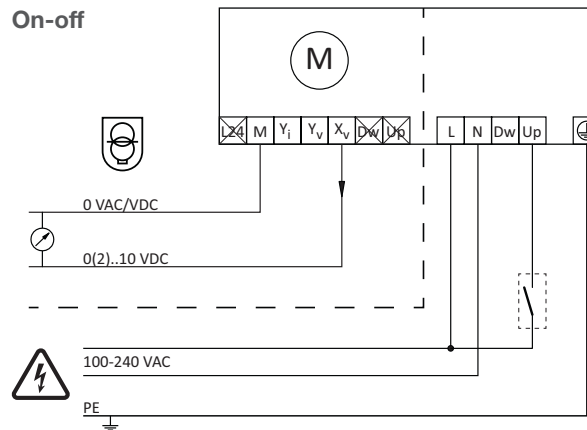 On-off
M
L24 M Yi Yv Xv Dw Up L N Dw Up
0 VAC/VDC
0(2)..10 VDC
100-240 VAC
PE